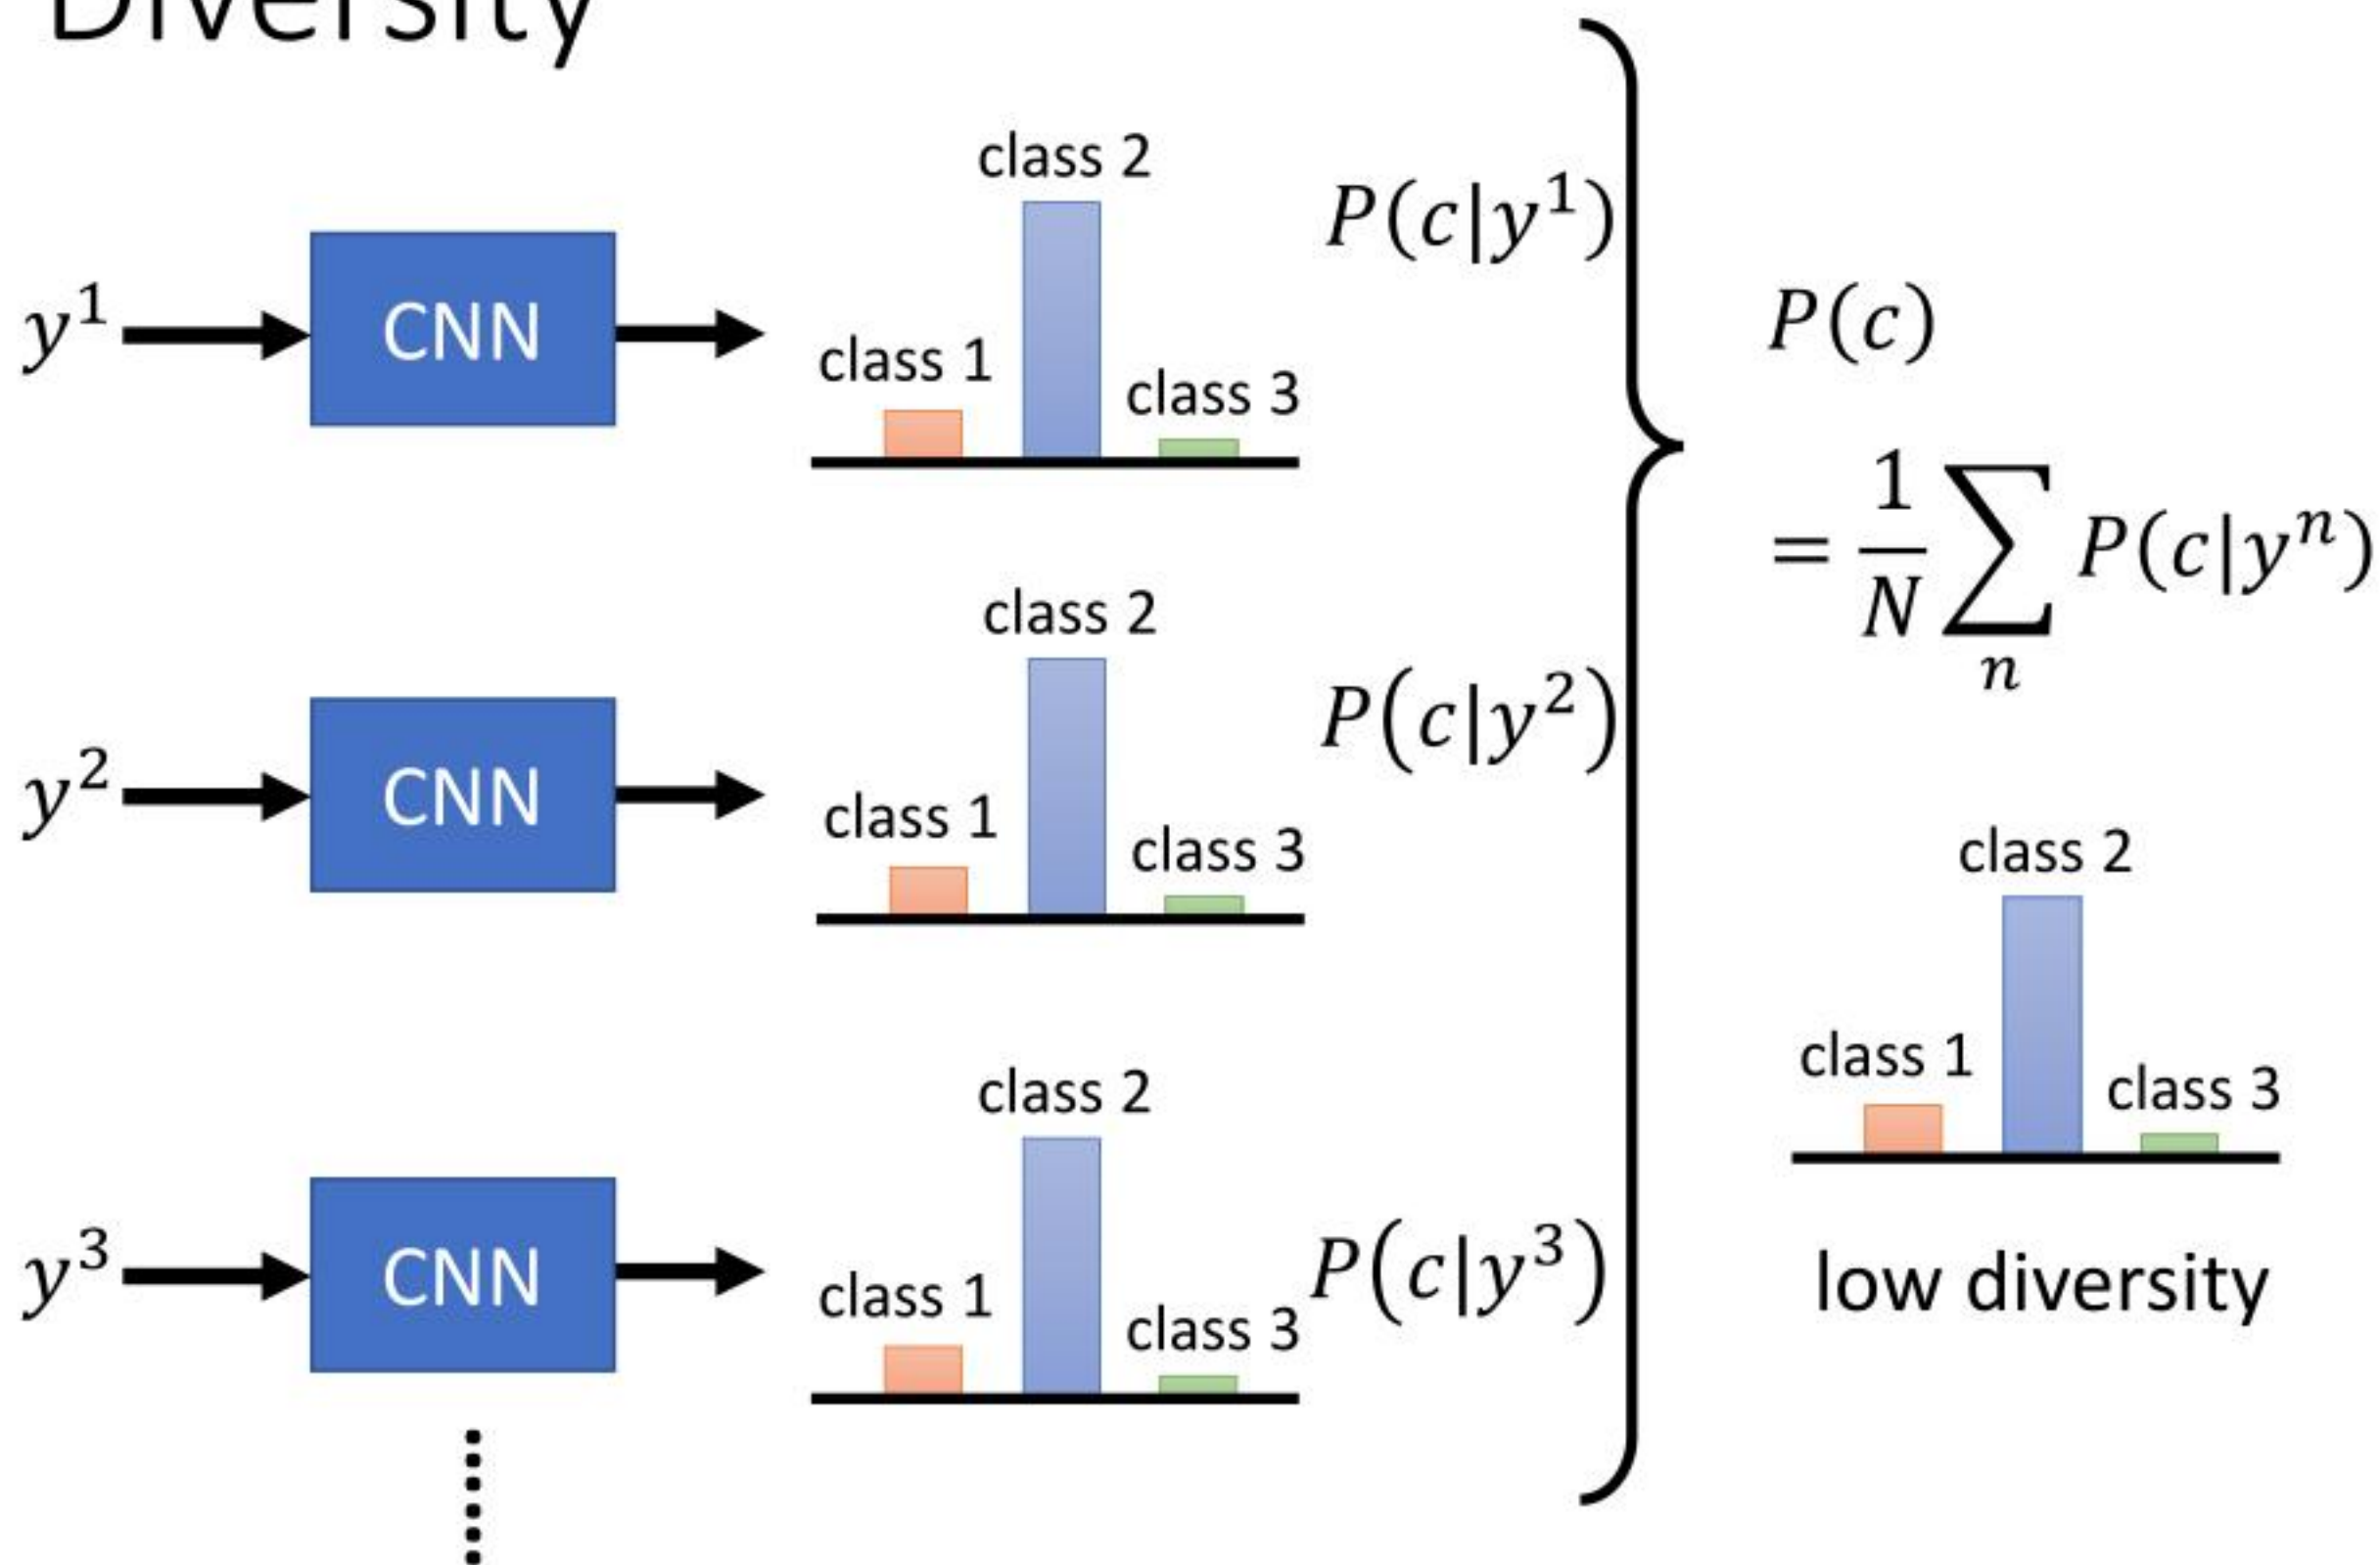 Diversity
y¹
CNN
class 1
class 2
class 3
P(c|y¹)
y²
CNN
class 1
class 2
class 3
P(c|y²)
y³
CNN
class 1
class 2
class 3
P(c|y³)
P(c)
= 1/N ∑ₙ P(c|yⁿ)
class 1
class 2
class 3
low diversity